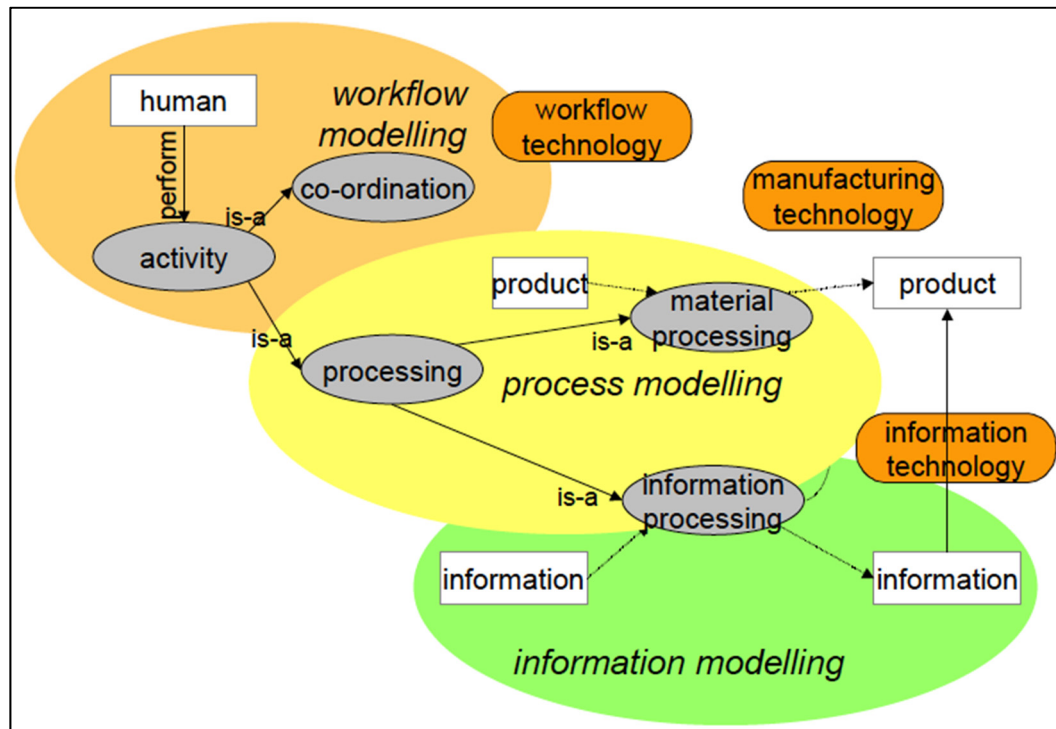 human
workflow
modelling
workflow
technology
perform
co-ordination
is-a
activity
manufacturing
technology
product
material
processing
product
is-a
is-a
processing
process modelling
information
technology
is-a
information
processing
information
information
information modelling